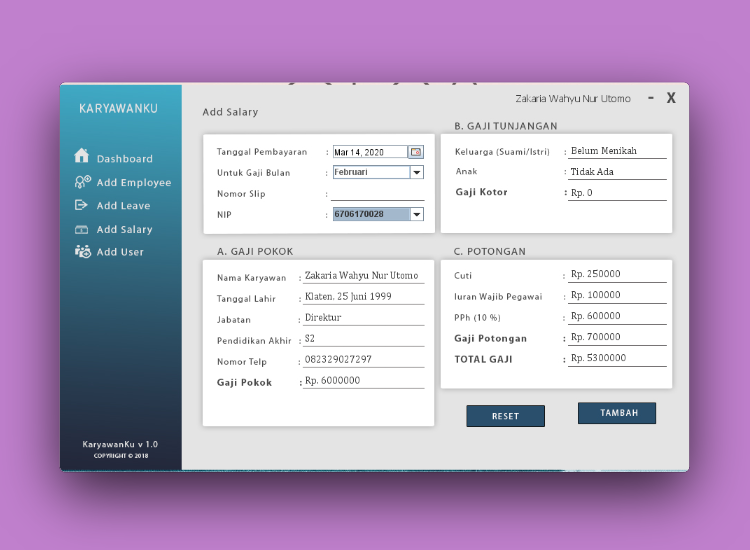 KARYAWANKU
Dashboard
Add Employee
Add Leave
Add Salary
Add User
KaryawanKu v 1.0
COPYRIGHT © 2018
Zakaria Wahyu Nur Utomo - X
Add Salary
Tanggal Pembayaran : Mar 14, 2020
Untuk Gaji Bulan : Februari
Nomor Slip :
NIP : 6706170028
A. GAJI POKOK
Nama Karyawan : Zakaria Wahyu Nur Utomo
Tanggal Lahir : Klaten, 25 Juni 1999
Jabatan : Direktur
Pendidikan Akhir : S2
Nomor Telp : 082329027297
Gaji Pokok : Rp. 6000000
B. GAJI TUNJANGAN
Keluarga (Suami/Istri) : Belum Menikah
Anak : Tidak Ada
Gaji Kotor : Rp. 0
C. POTONGAN
Cuti : Rp. 250000
Iuran Wajib Pegawai : Rp. 100000
PPh (10 %) : Rp. 600000
Gaji Potongan : Rp. 700000
TOTAL GAJI : Rp. 5300000
RESET
TAMBAH